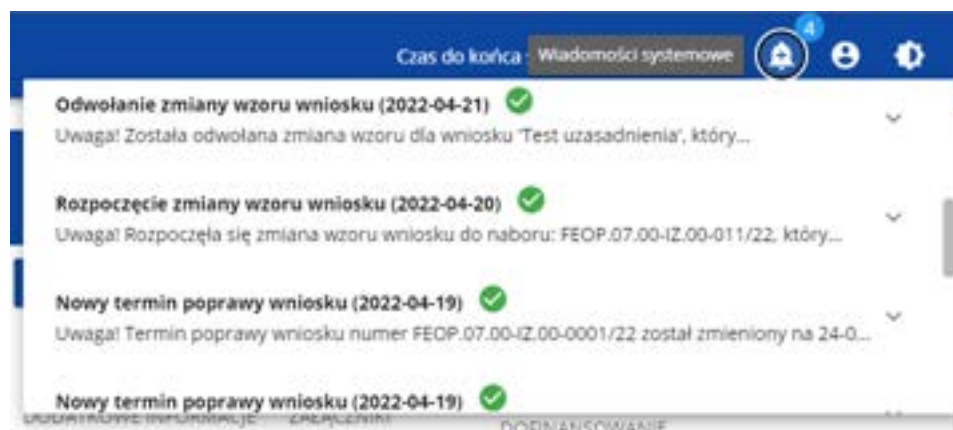 4
Czas do końca Wiadomości systemowe
Odwołanie zmiany wzoru wniosku (2022-04-21)
Uwaga! Została odwołana zmiana wzoru dla wniosku 'Test uzasadnienia', który...
Rozpoczęcie zmiany wzoru wniosku (2022-04-20)
Uwaga! Rozpoczęła się zmiana wzoru wniosku do naboru: FEOP.07.00-IZ.00-011/22, który...
Nowy termin poprawy wniosku (2022-04-19)
Uwaga! Termin poprawy wniosku numer FEOP.07.00-IZ.00-0001/22 został zmieniony na 24-0...
Nowy termin poprawy wniosku (2022-04-19)
DODATKOWE INFORMACJE ZAŁĄCZNIKI DOFINANSOWANIE